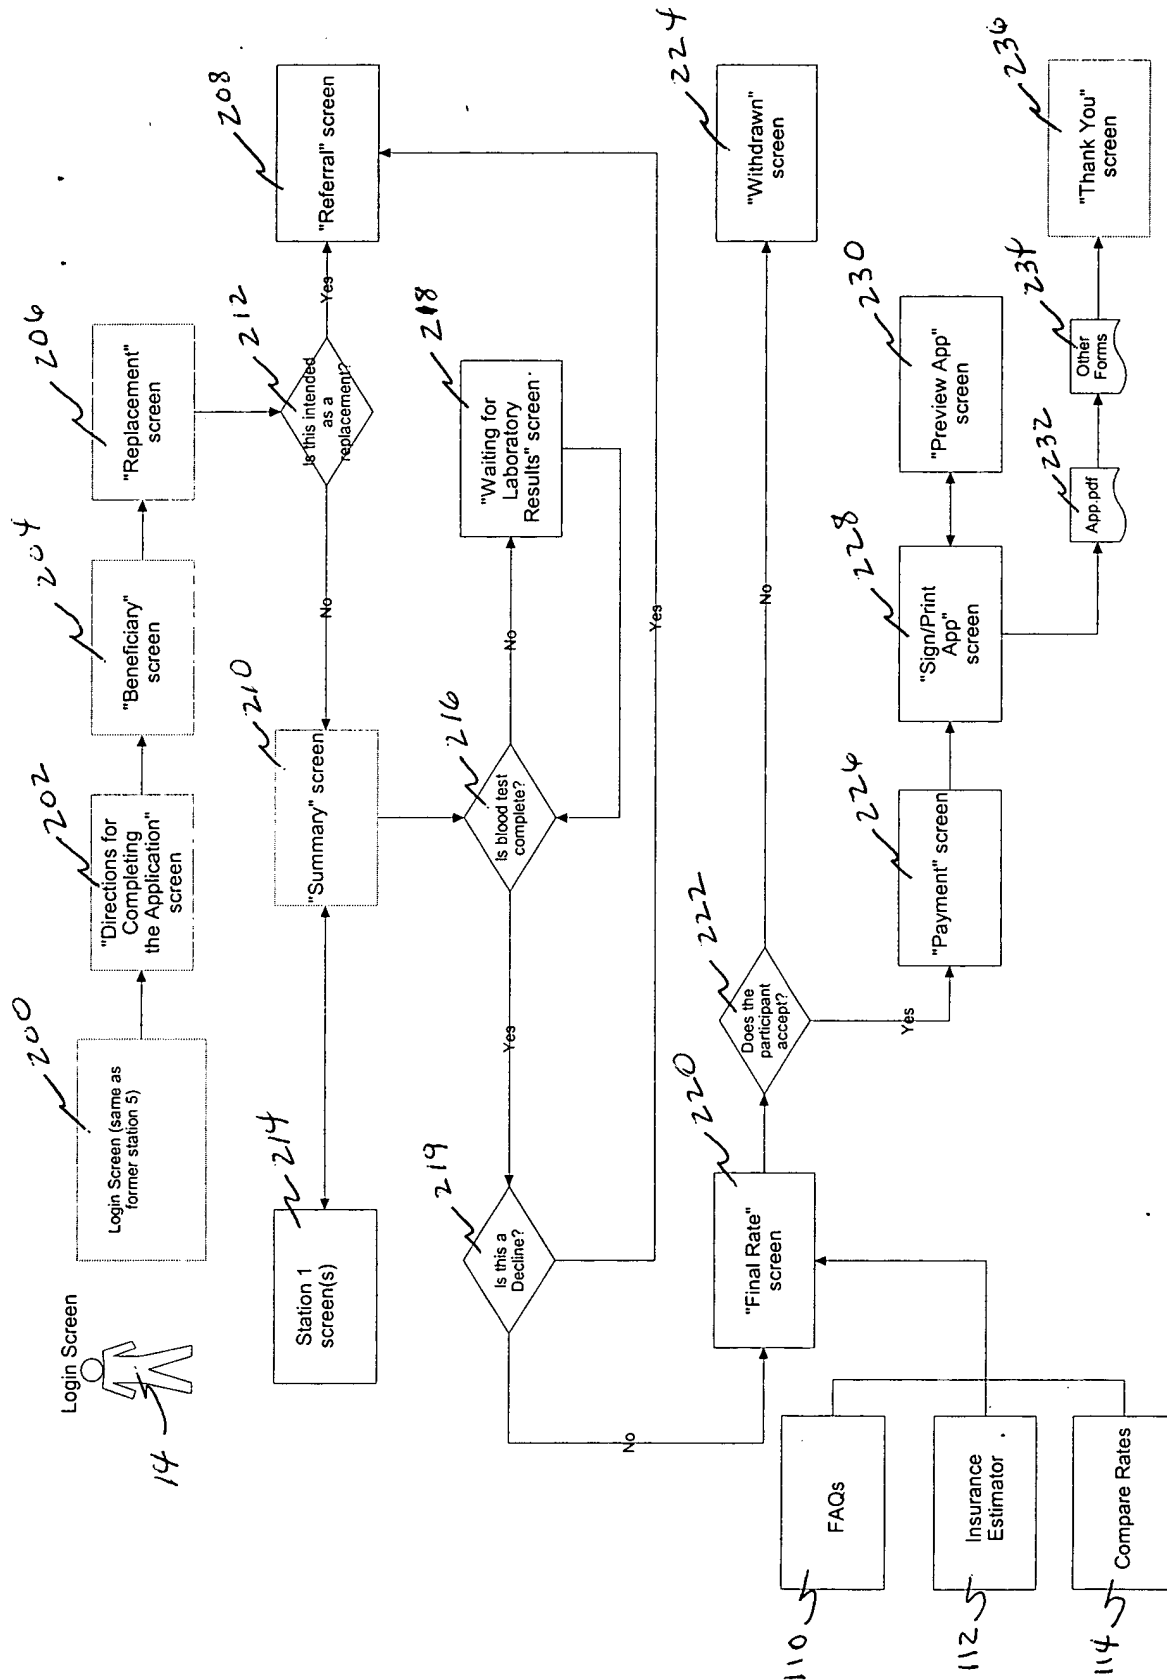 Login Screen
14
200
Login Screen (same as
former station 5)
202
"Directions for
Completing
the Application"
screen
204
"Beneficiary"
screen
206
"Replacement"
screen
208
"Referral" screen
Yes
212
Is this intended
as a
replacement?
No
210
"Summary" screen
214
Station 1
screen(s)
216
Is blood test
complete?
No
218
"Waiting for
Laboratory
Results" screen
Yes
219
Is this a
Decline?
Yes
No
220
"Final Rate"
screen
222
Does the
participant
accept?
No
224
"Withdrawn"
screen
Yes
226
"Payment" screen
228
"Sign/Print
App"
screen
230
"Preview App"
screen
232
App.pdf
234
Other
Forms
236
"Thank You"
screen
110
FAQs
112
Insurance
Estimator
114
Compare Rates